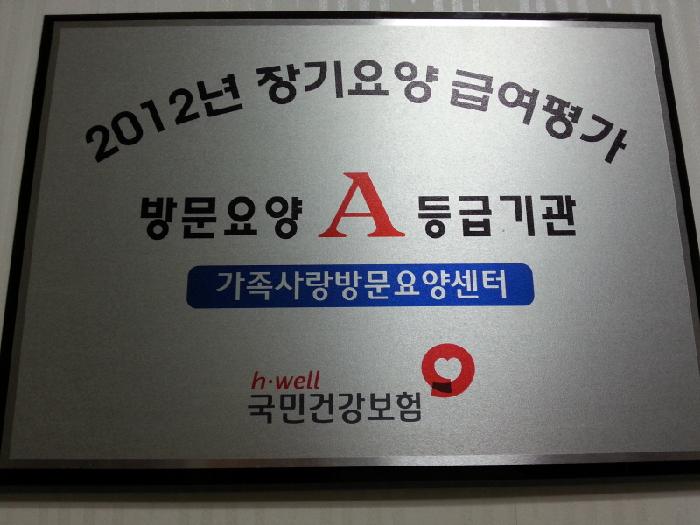 2012년 장기요양 급여평가
방문요양 A 등급기관
가족사랑방문요양센터
h·well
국민건강보험